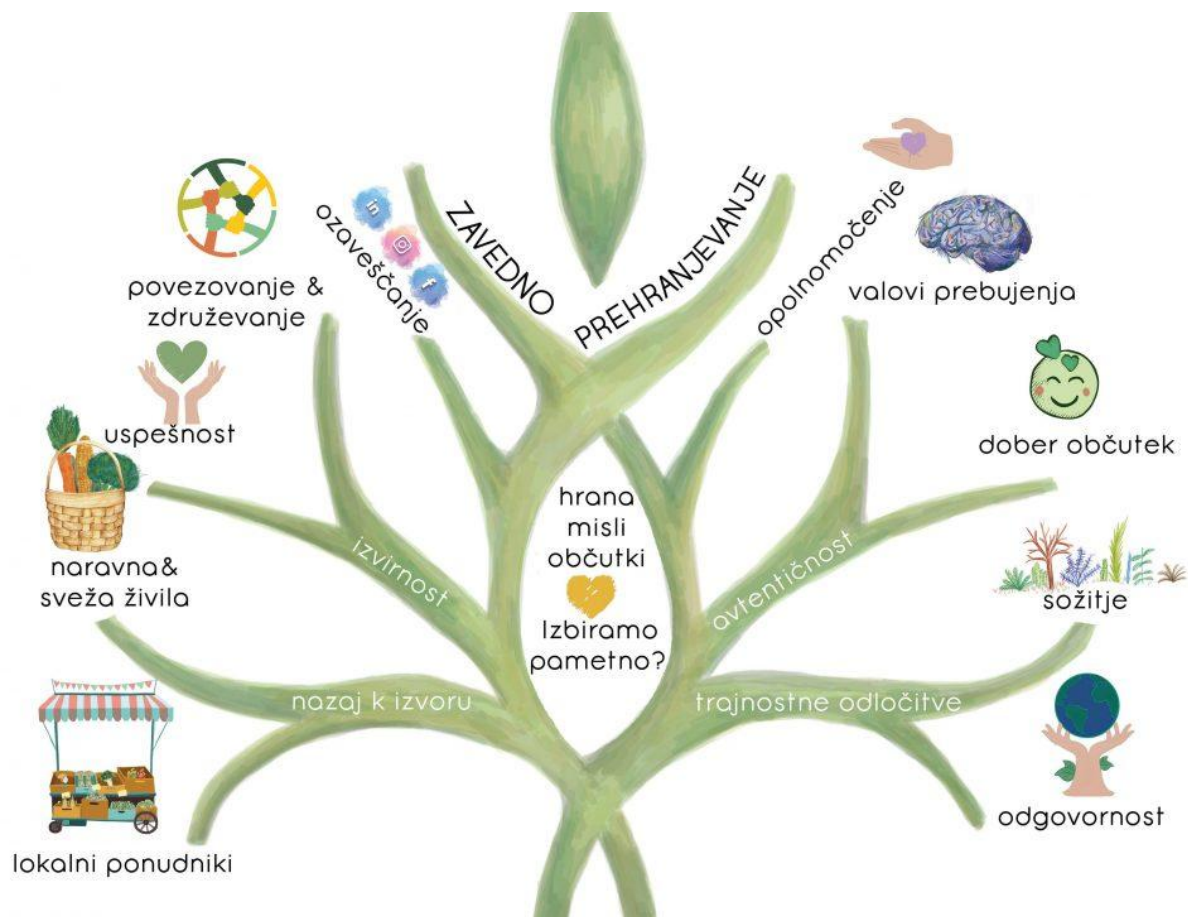 ZAVEDNO
PREHRANJEVANJE
ozaveščanje
in
f
opolnomočenje
povezovanje &
združevanje
valovi prebujenja
uspešnost
dober občutek
naravna&
sveža živila
izvirnost
hrana
misli
občutki
Izbiramo
pametno?
avtentičnost
sožitje
nazaj k izvoru
trajnostne odločitve
lokalni ponudniki
odgovornost